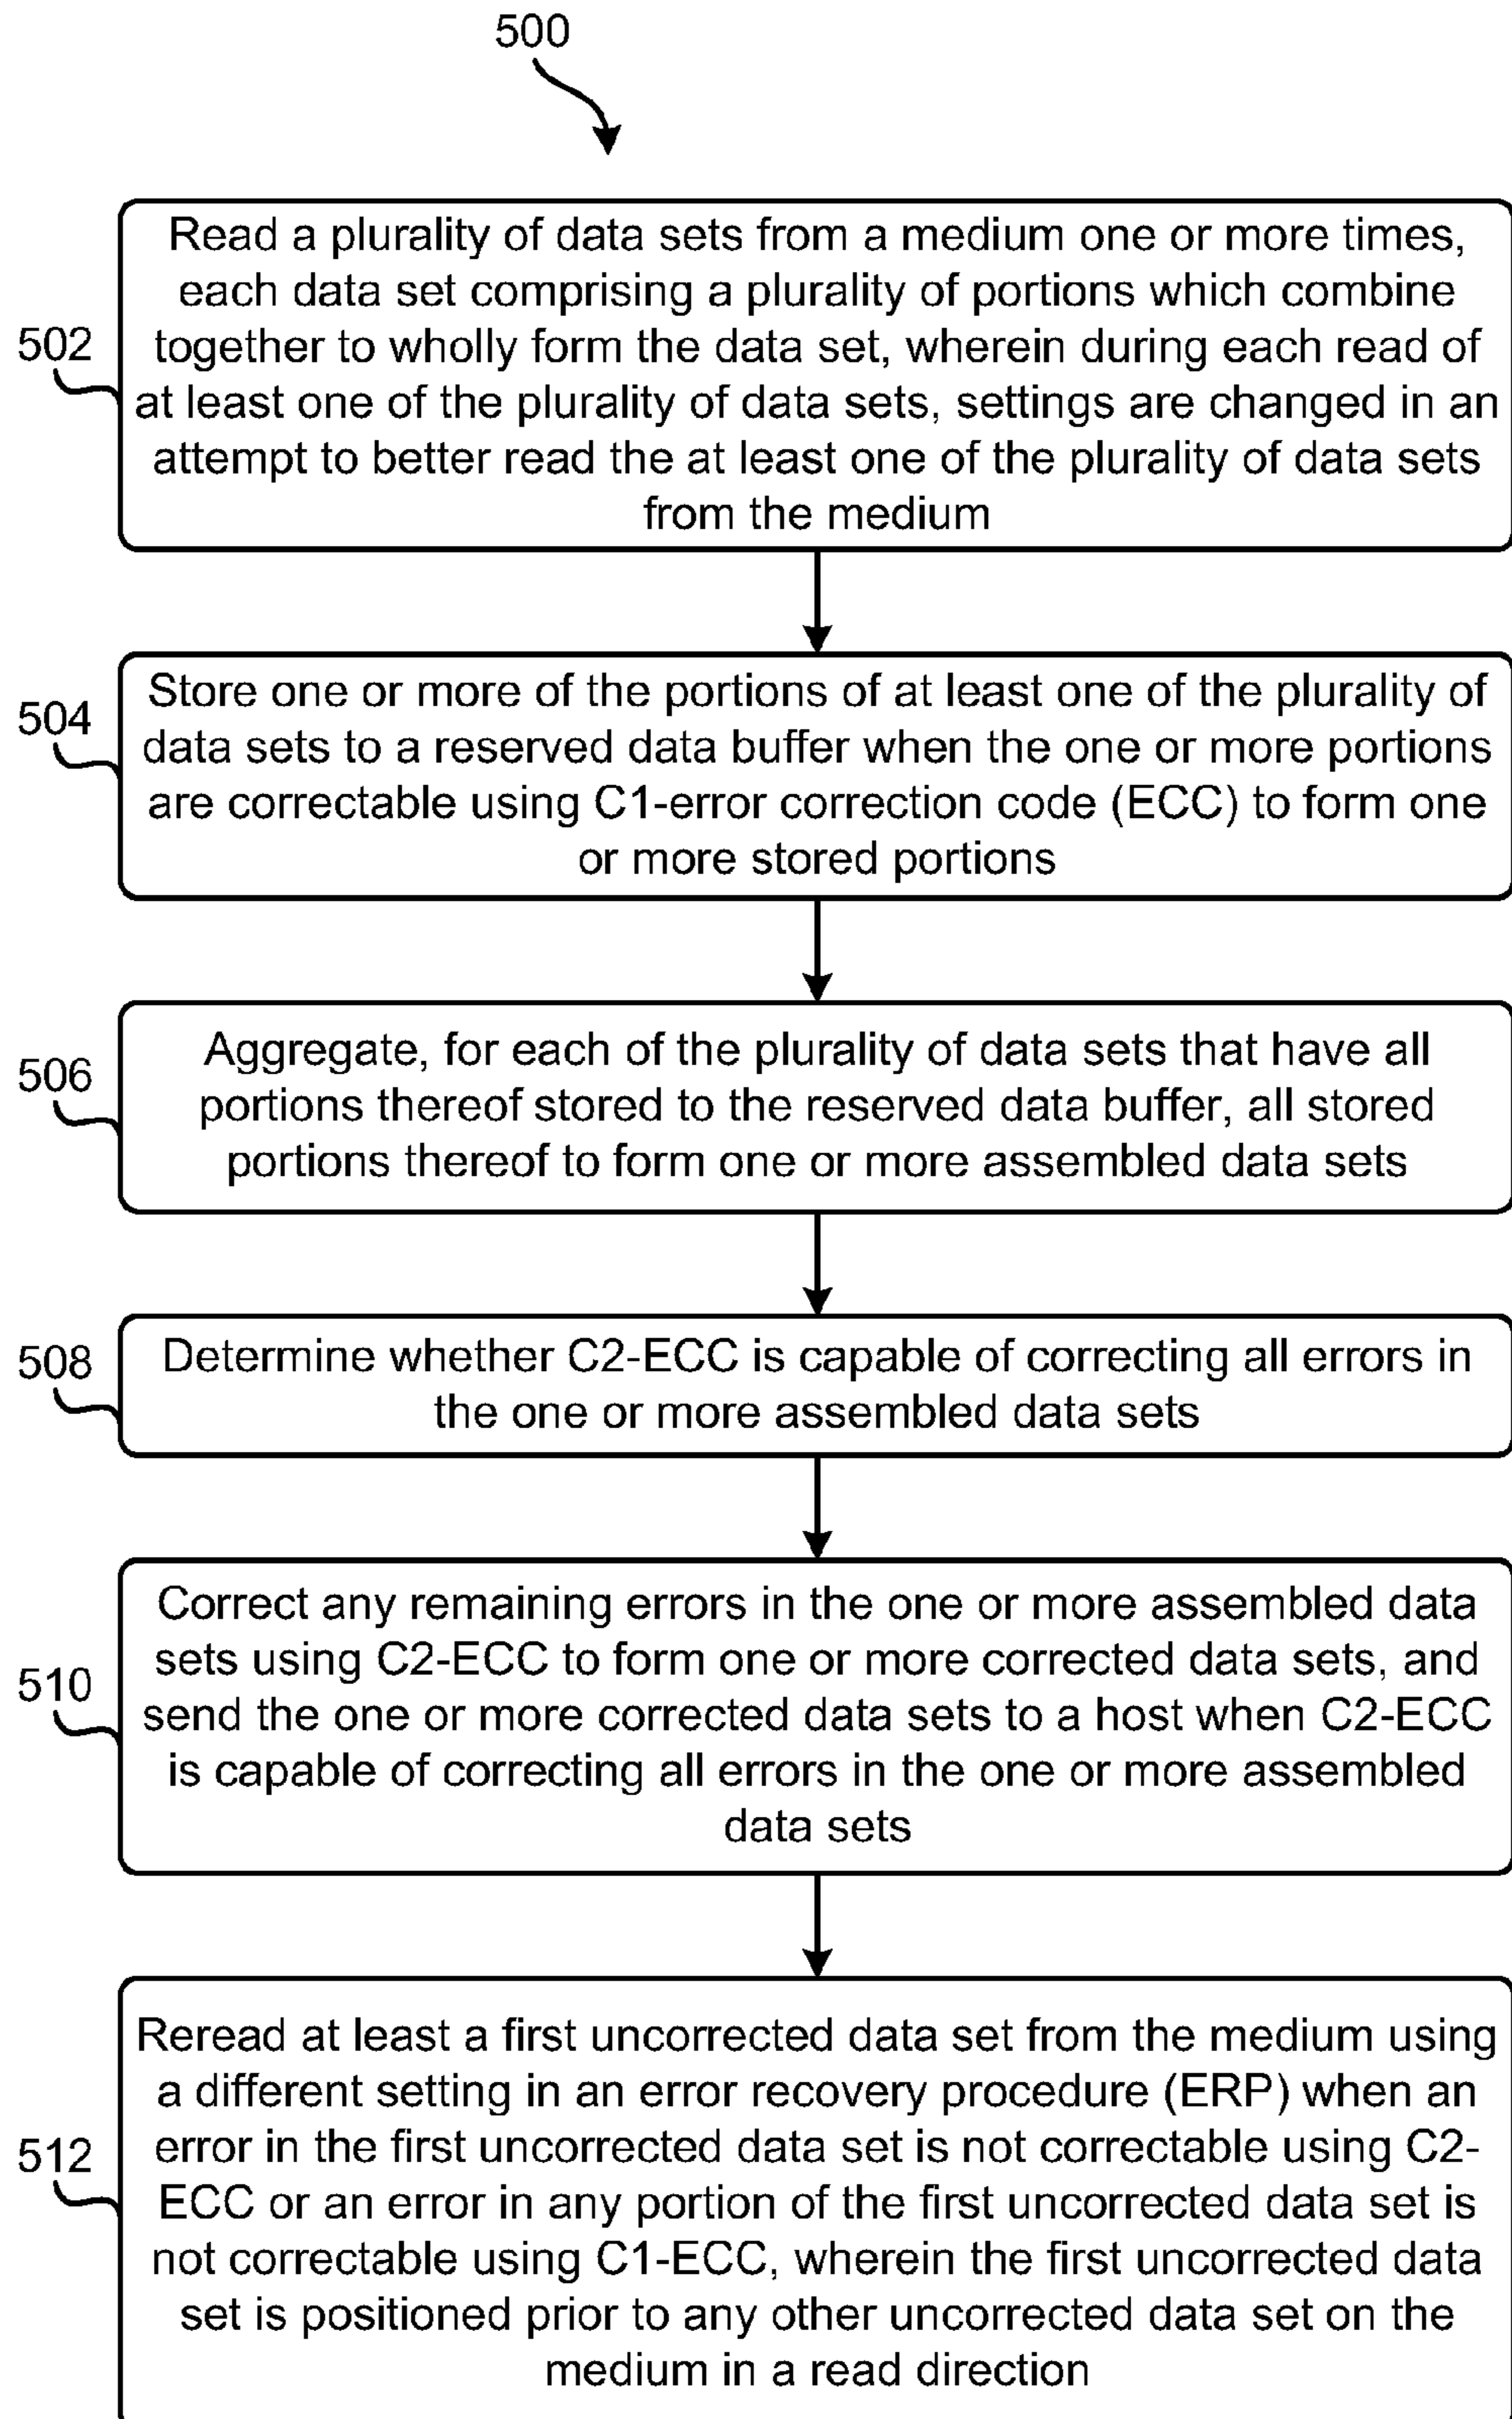 500
502
Read a plurality of data sets from a medium one or more times,
each data set comprising a plurality of portions which combine
together to wholly form the data set, wherein during each read of
at least one of the plurality of data sets, settings are changed in an
attempt to better read the at least one of the plurality of data sets
from the medium
504
Store one or more of the portions of at least one of the plurality of
data sets to a reserved data buffer when the one or more portions
are correctable using C1-error correction code (ECC) to form one
or more stored portions
506
Aggregate, for each of the plurality of data sets that have all
portions thereof stored to the reserved data buffer, all stored
portions thereof to form one or more assembled data sets
508
Determine whether C2-ECC is capable of correcting all errors in
the one or more assembled data sets
510
Correct any remaining errors in the one or more assembled data
sets using C2-ECC to form one or more corrected data sets, and
send the one or more corrected data sets to a host when C2-ECC
is capable of correcting all errors in the one or more assembled
data sets
512
Reread at least a first uncorrected data set from the medium using
a different setting in an error recovery procedure (ERP) when an
error in the first uncorrected data set is not correctable using C2-
ECC or an error in any portion of the first uncorrected data set is
not correctable using C1-ECC, wherein the first uncorrected data
set is positioned prior to any other uncorrected data set on the
medium in a read direction